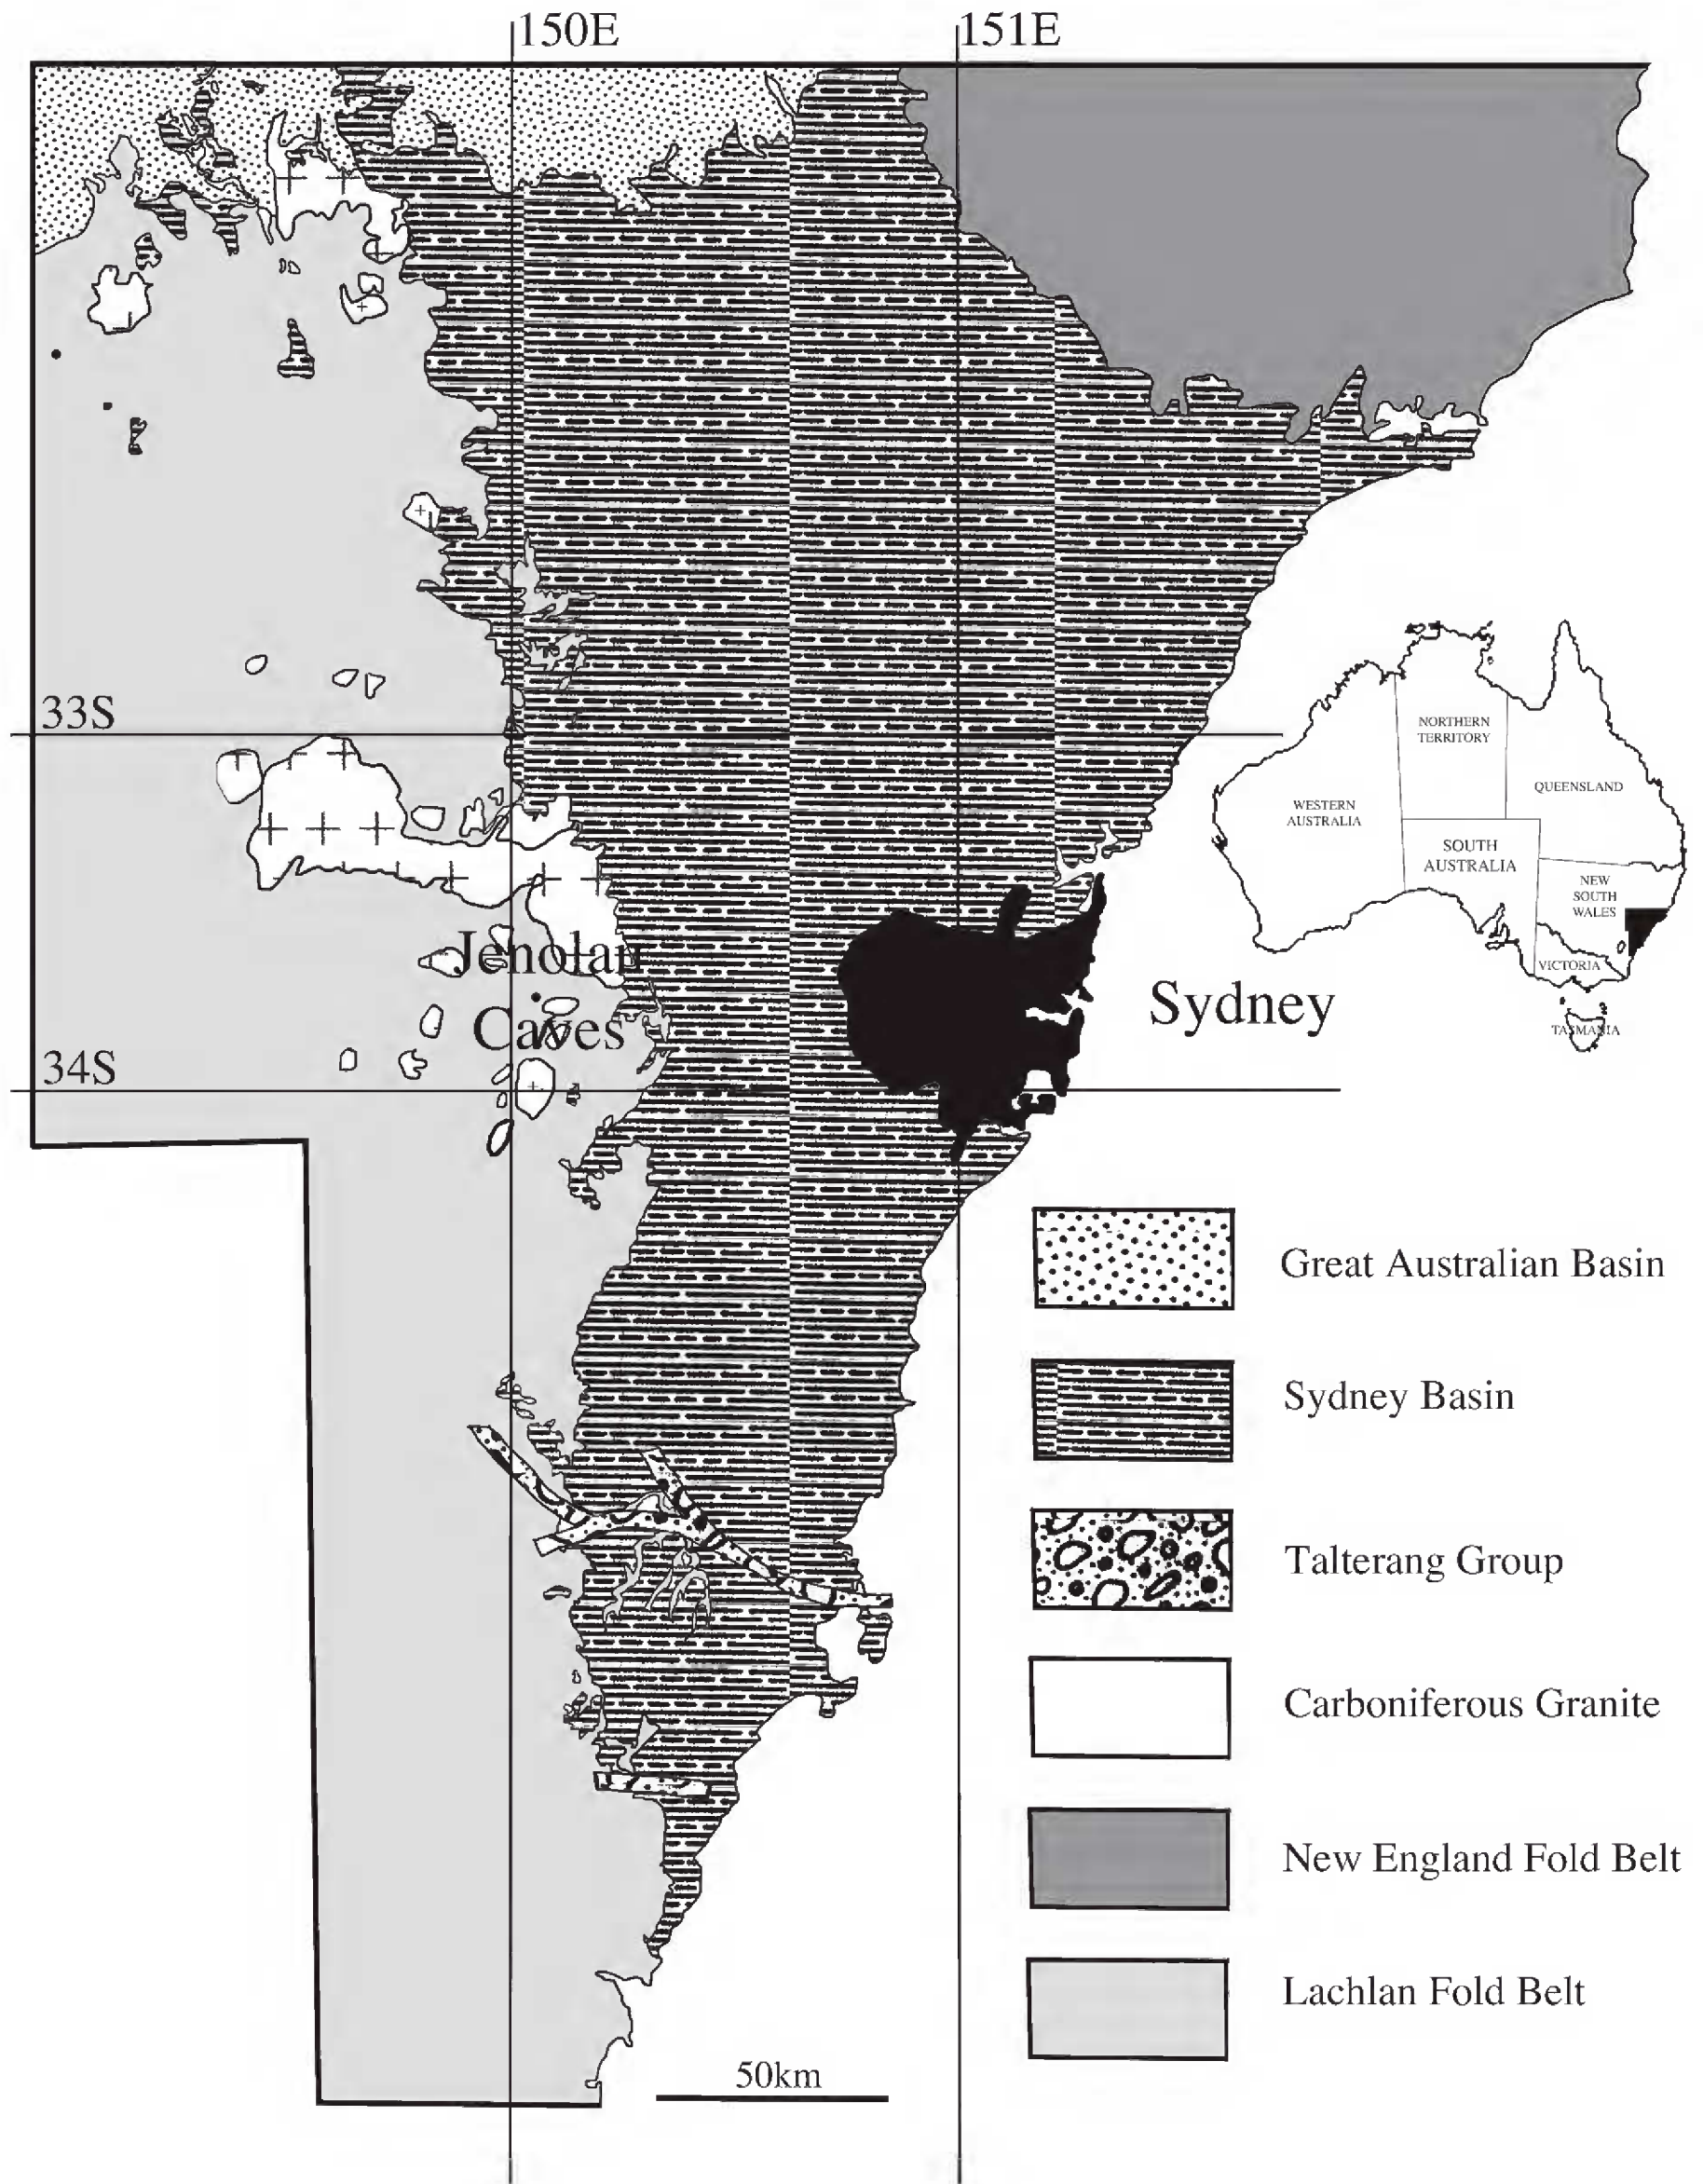 150E
151E
33S
NORTHERN
TERRITORY
QUEENSLAND
WESTERN
AUSTRALIA
SOUTH
AUSTRALIA
NEW
SOUTH
WALES
VICTORIA
TASMANIA
Jenolan
Caves
Sydney
34S
Great Australian Basin
Sydney Basin
Talterang Group
Carboniferous Granite
New England Fold Belt
Lachlan Fold Belt
50km